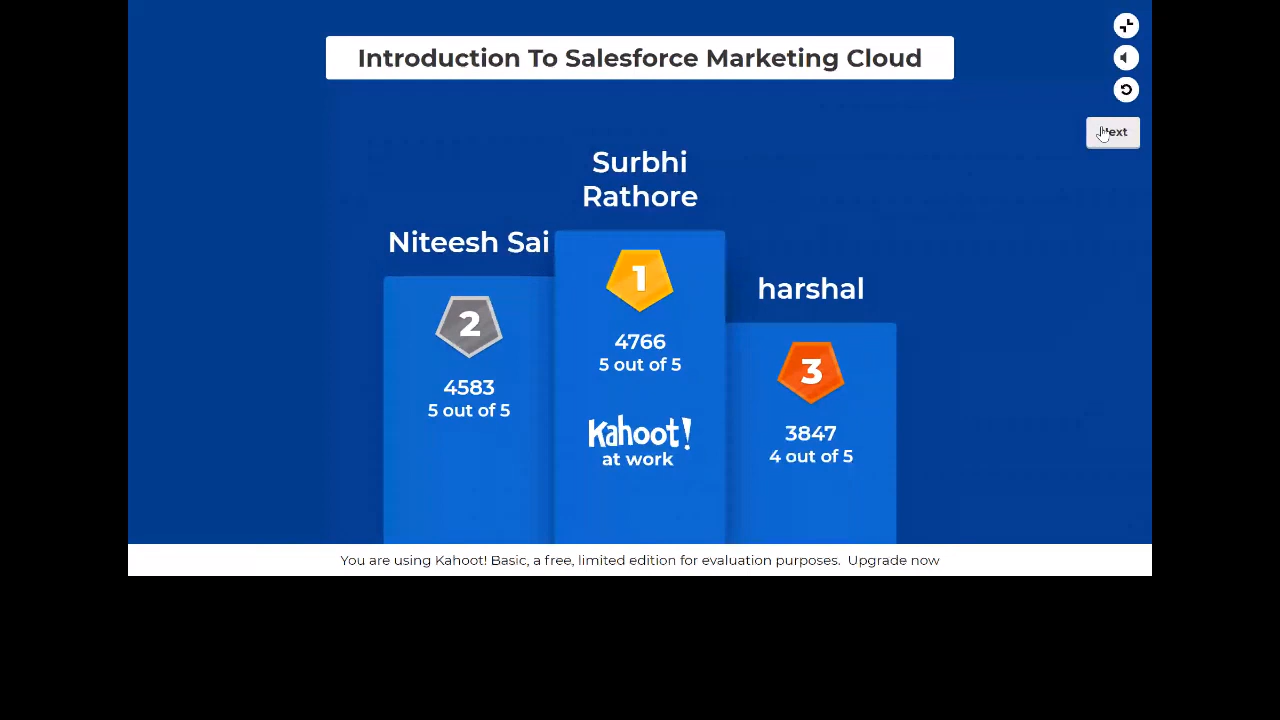 Introduction To Salesforce Marketing Cloud
Surbhi
Rathore
Niteesh Sai
harshal
1
4766
5 out of 5
2
4583
5 out of 5
3
3847
4 out of 5
Kahoot!
at work
You are using Kahoot! Basic, a free, limited edition for evaluation purposes. Upgrade now